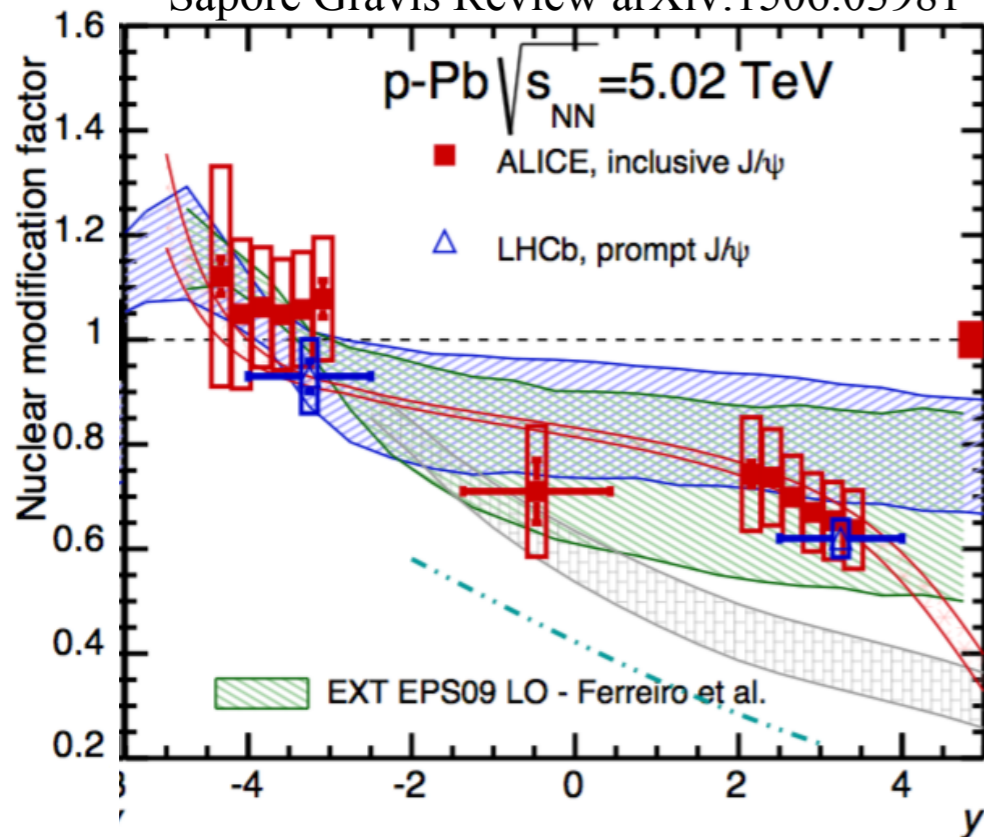 Sapore Gravis Review arXiv:1506.03981
p-Pb √s NN =5.02 TeV
ALICE, inclusive J/ψ
LHCb, prompt J/ψ
EXT EPS09 LO - Ferreiro et al.
Nuclear modification factor
1.6
1.4
1.2
1
0.8
0.6
0.4
0.2
-4
-2
0
2
4
y